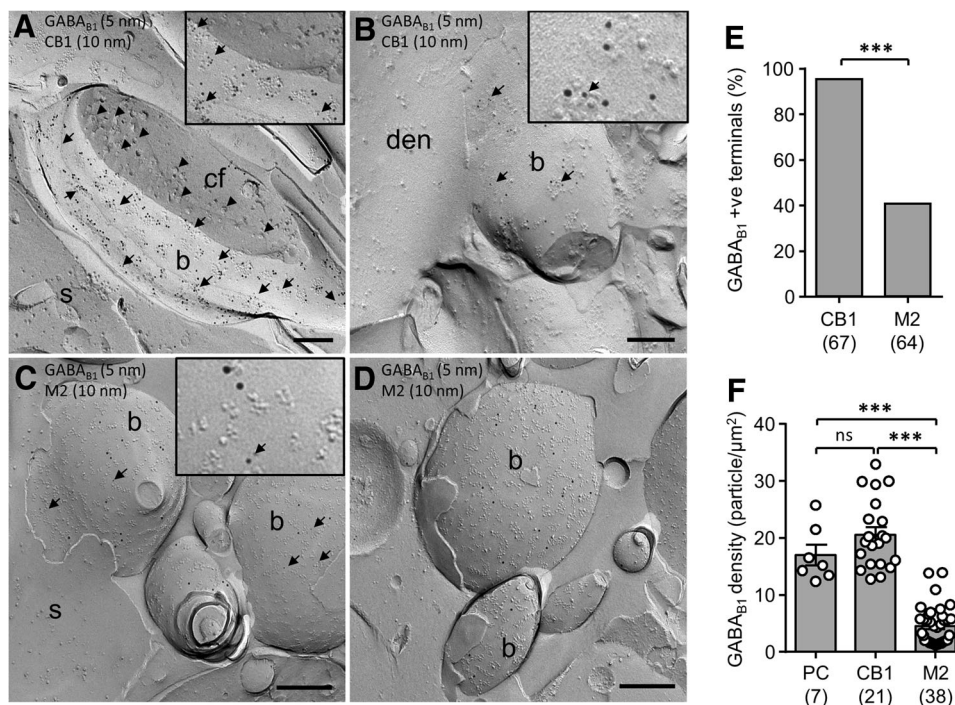 A
GABAB1 (5 nm)
CB1 (10 nm)
cf
b
s
B
GABAB1 (5 nm)
CB1 (10 nm)
den
b
C
GABAB1 (5 nm)
M2 (10 nm)
b
b
s
D
GABAB1 (5 nm)
M2 (10 nm)
b
b
E
***
GABAB1 +ve terminals (%)
100
80
60
40
20
0
CB1 M2
(67) (64)
F
***
ns ***
GABAB1 density (particle/µm²)
40
30
20
10
0
PC CB1 M2
(7) (21) (38)